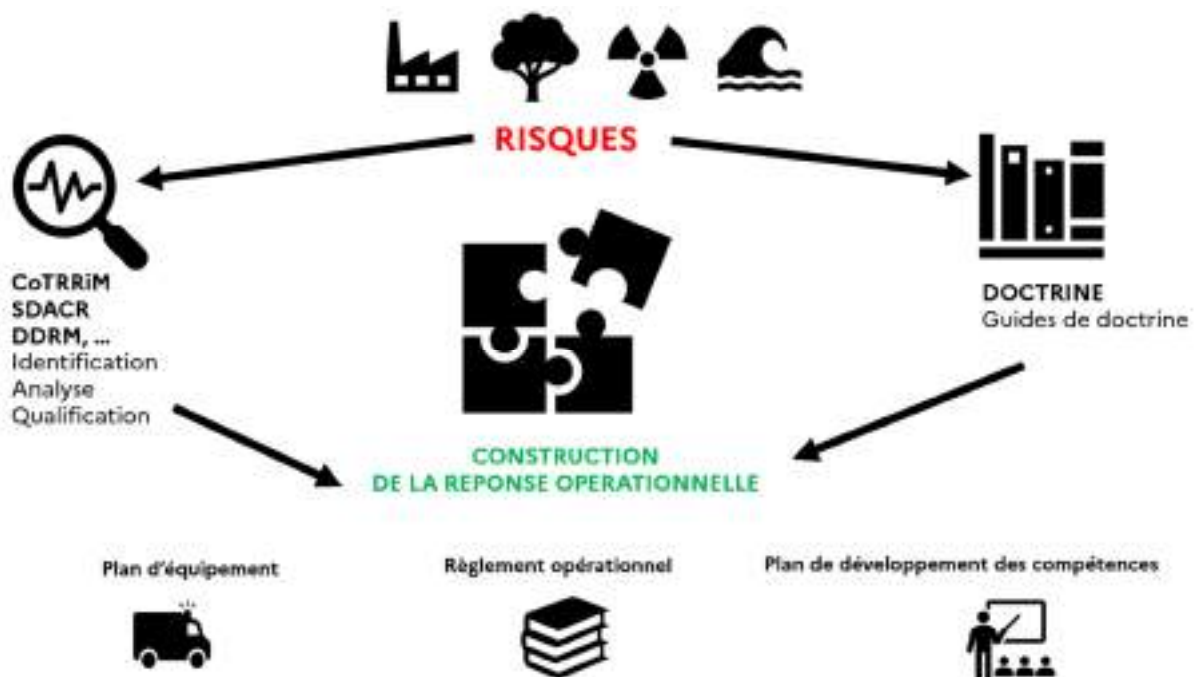 RISQUES
CoTRRiM
SDACR
DDRM, ...
Identification
Analyse
Qualification
DOCTRINE
Guides de doctrine
CONSTRUCTION
DE LA REPONSE OPERATIONNELLE
Plan d'équipement
Règlement opérationnel
Plan de développement des compétences